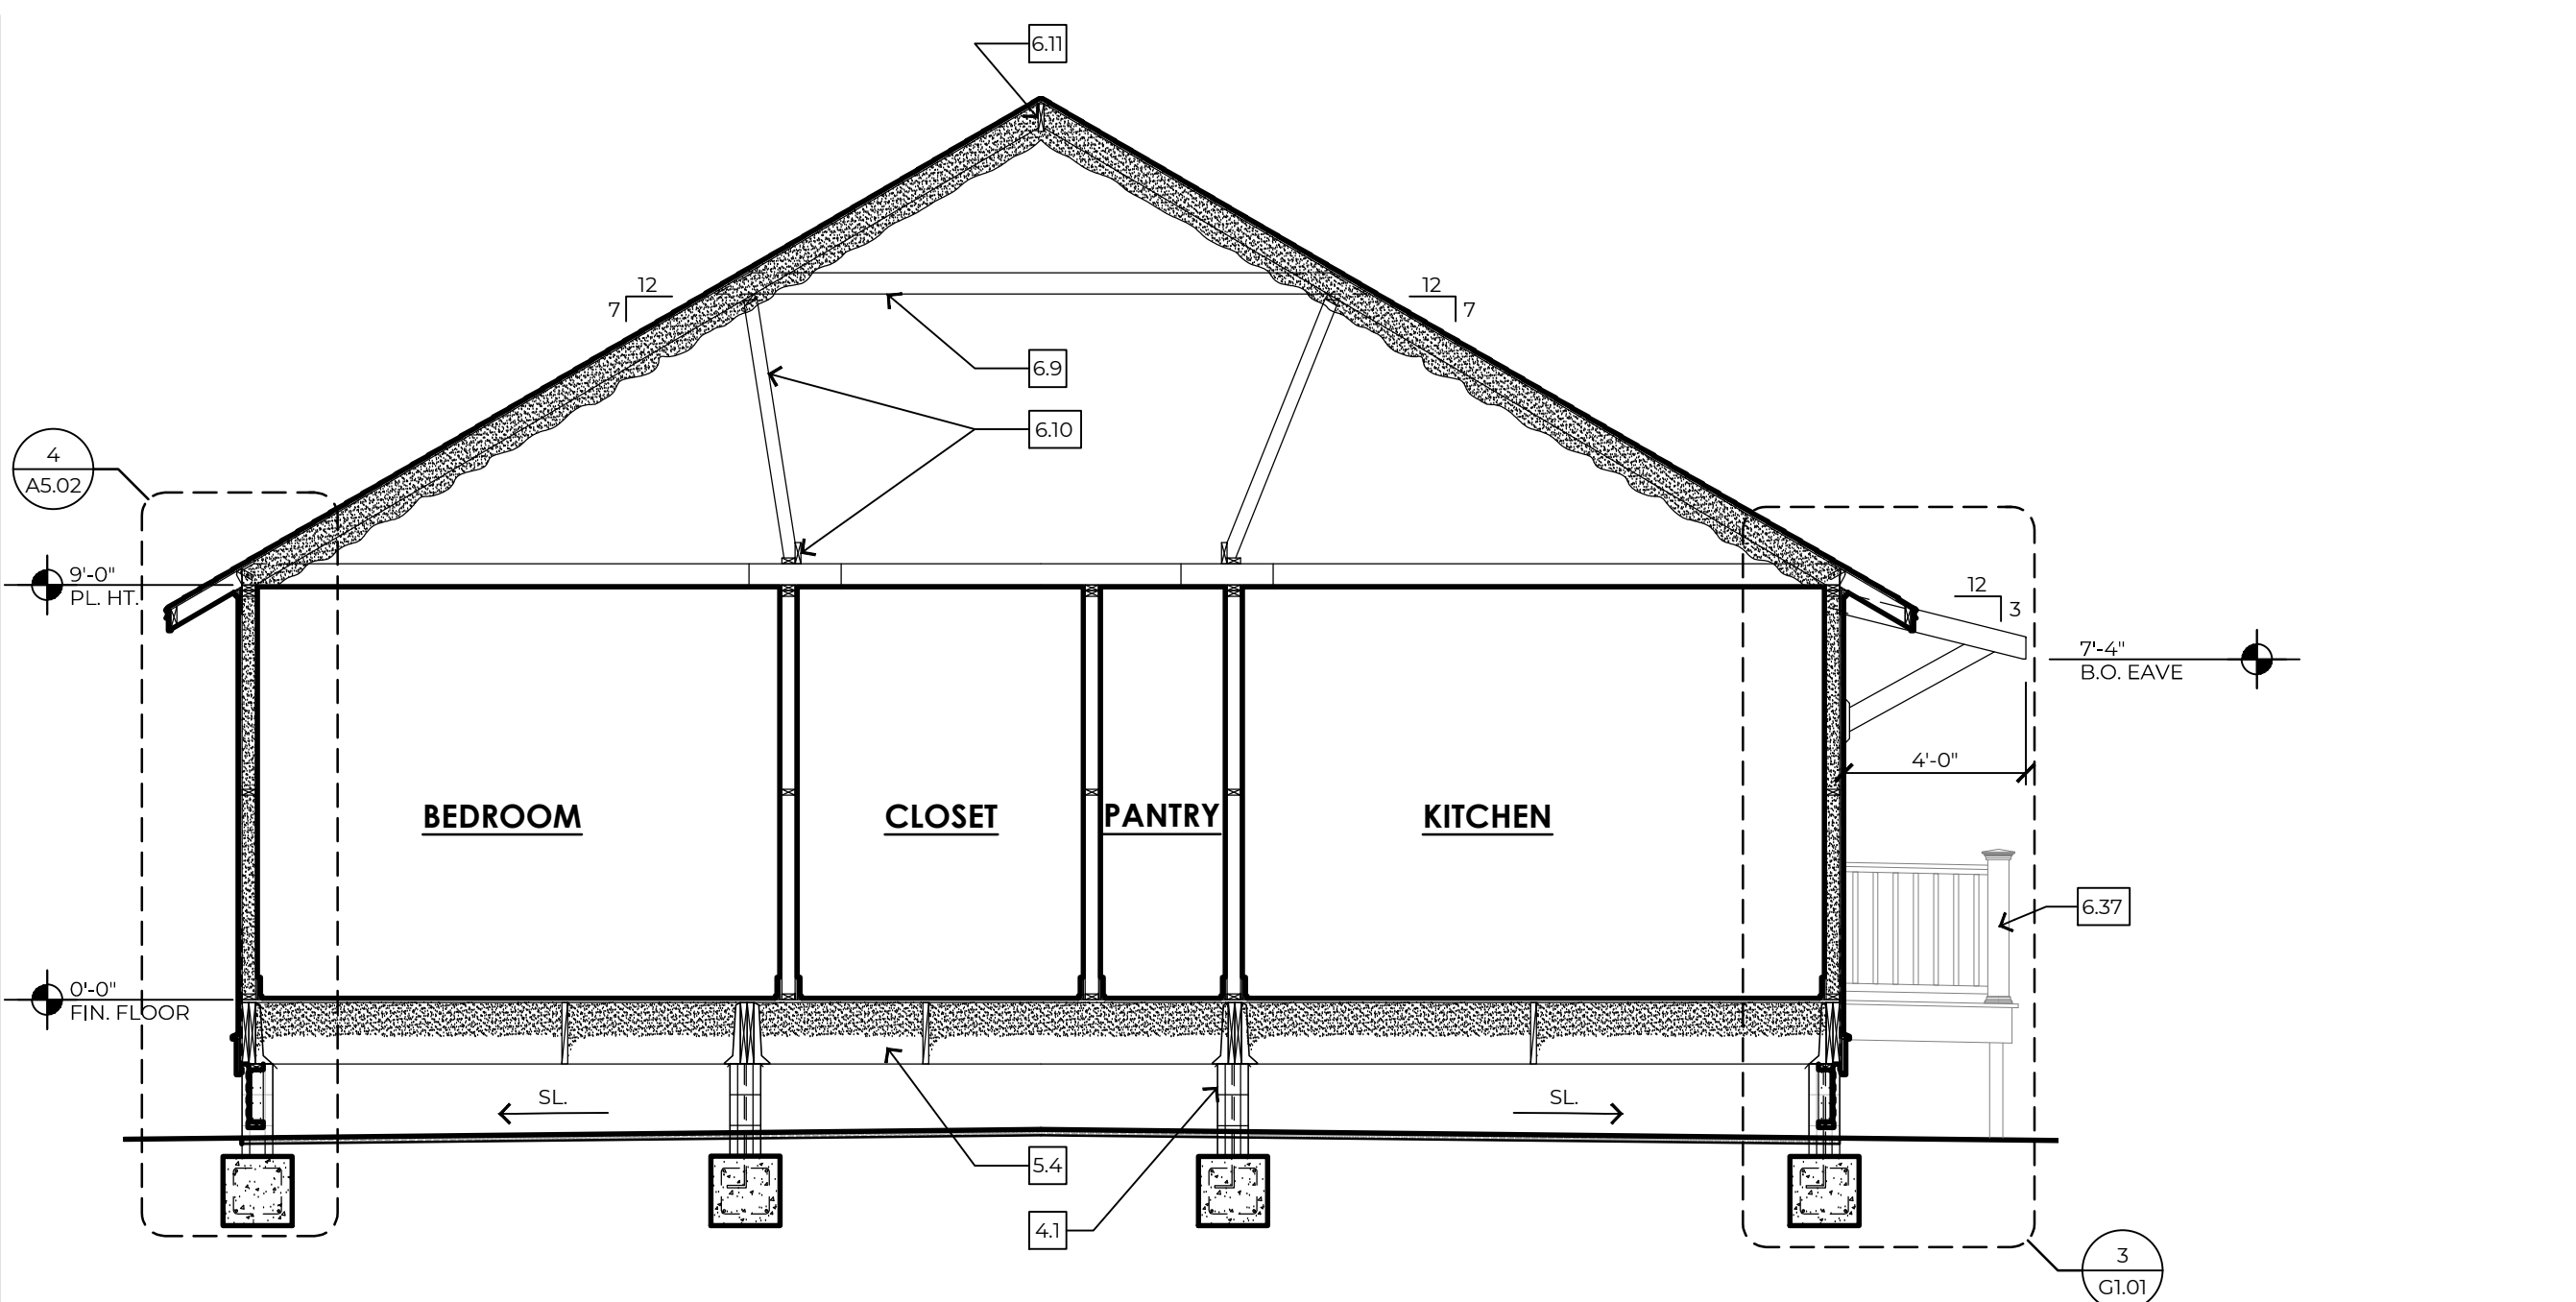 6.11
12
7
12
7
6.9
6.10
4
A5.02
9'-0"
PL. HT.
12
3
7'-4"
B.O. EAVE
4'-0"
BEDROOM
CLOSET
PANTRY
KITCHEN
6.37
0'-0"
FIN. FLOOR
SL.
SL.
5.4
4.1
3
G1.01